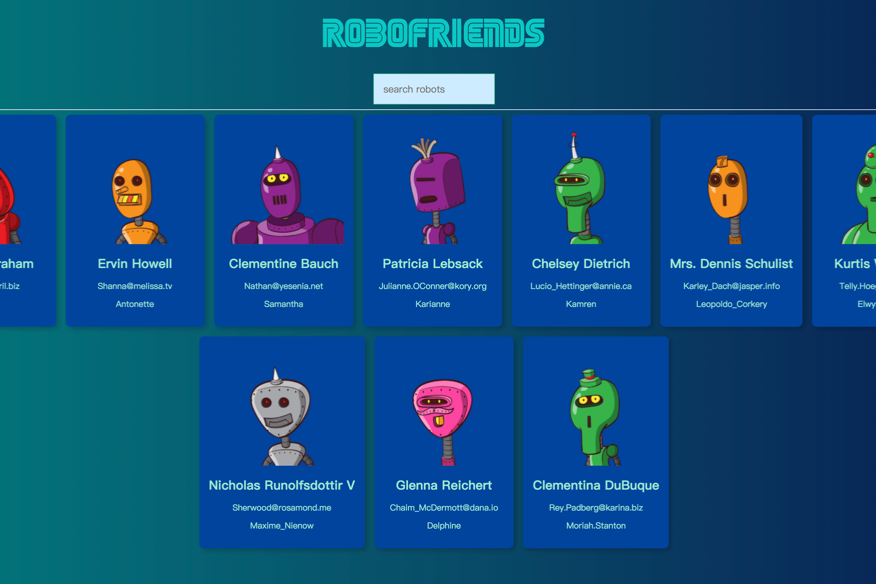 ROBOFRIENDS
search robots
raham
ril.biz
Ervin Howell
Shanna@melissa.tv
Antonette
Clementine Bauch
Nathan@yesenia.net
Samantha
Patricia Lebsack
Julianne.OConner@kory.org
Karianne
Chelsey Dietrich
Lucio_Hettinger@annie.ca
Kamren
Mrs. Dennis Schulist
Karley_Dach@jasper.info
Leopoldo_Corkery
Kurtis
Telly.Hoe
Elwy
Nicholas Runolfsdottir V
Sherwood@rosamond.me
Maxime_Nienow
Glenna Reichert
Chaim_McDermott@dana.io
Delphine
Clementina DuBuque
Rey.Padberg@karina.biz
Moriah.Stanton